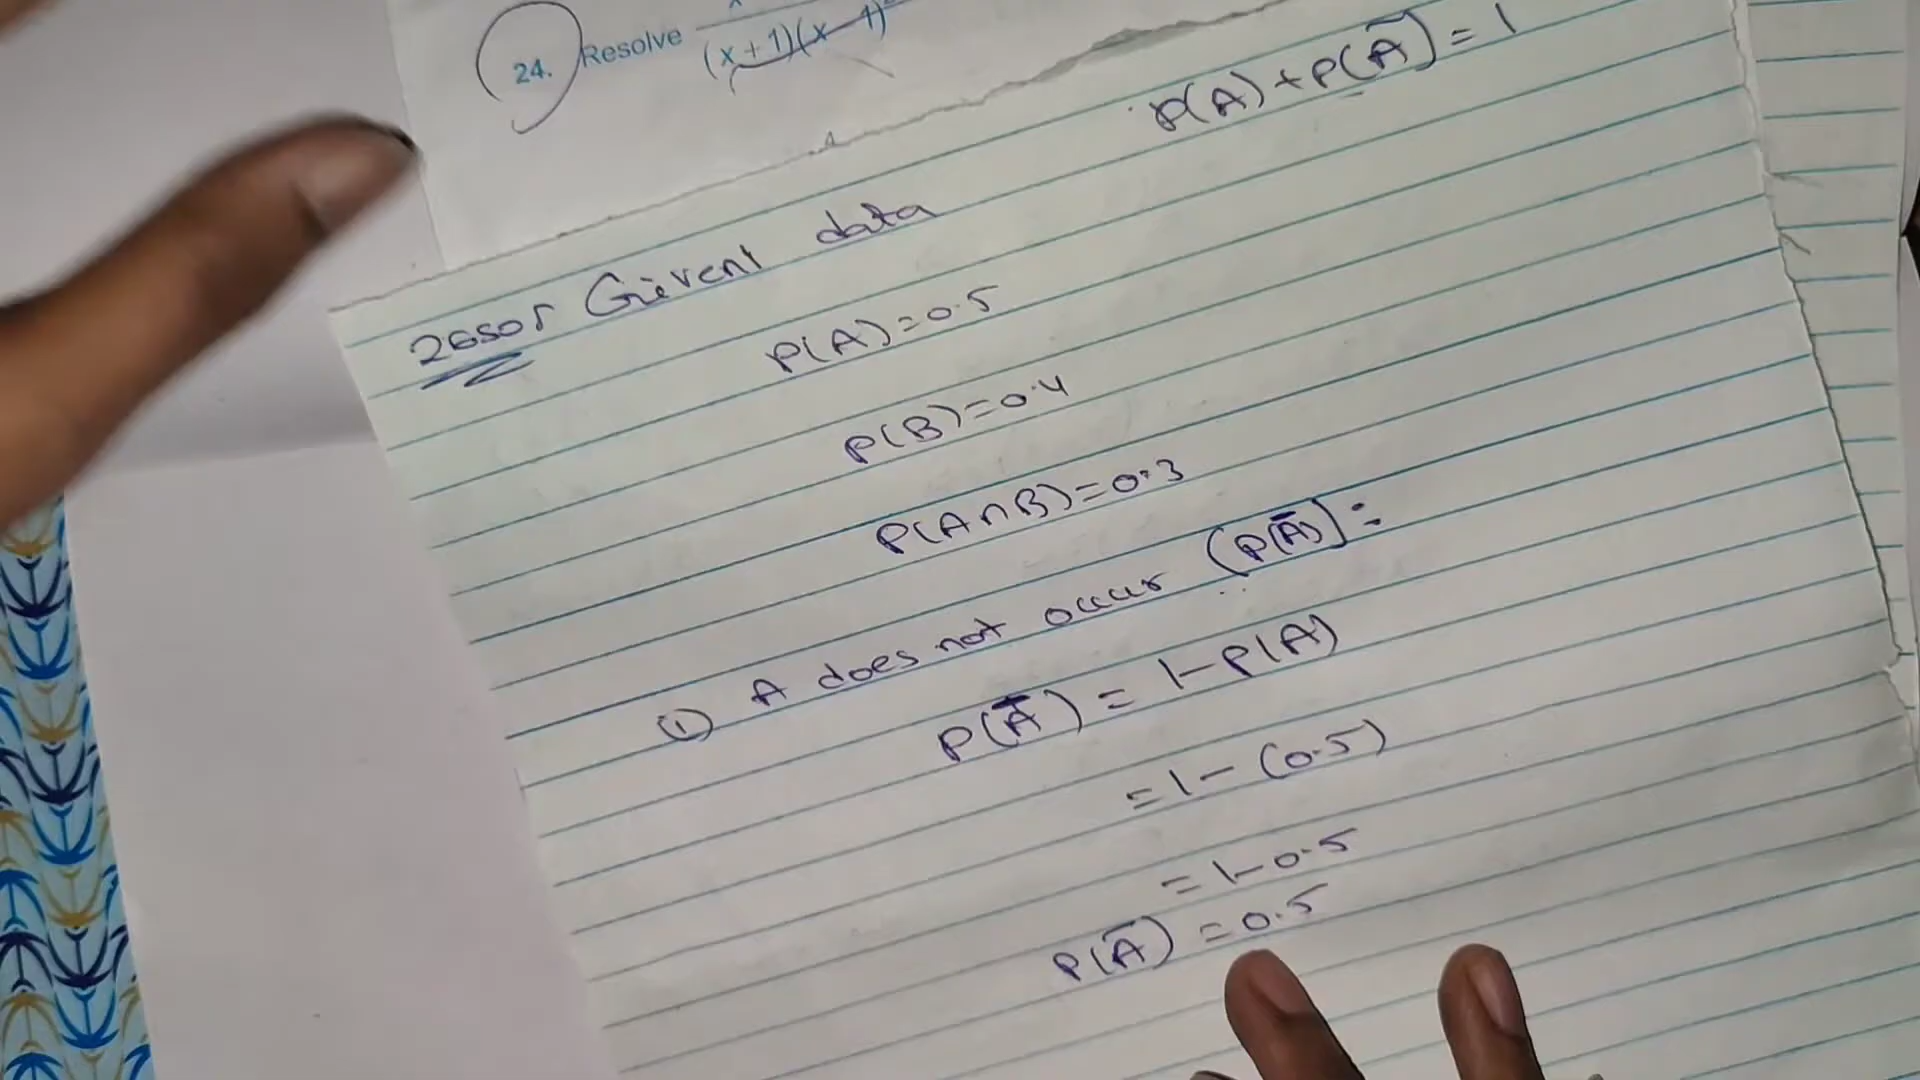 24. Resolve
(x+1)(x-1)
P(A)+P(A̅)=1
26sol Given data
P(A)=0.5
P(B)=0.4
P(A∩B)=0.3
① A does not occur (P(A̅)]:
P(A̅) = 1-P(A)
=1-(0.5)
=1-0.5
P(A̅) =0.5